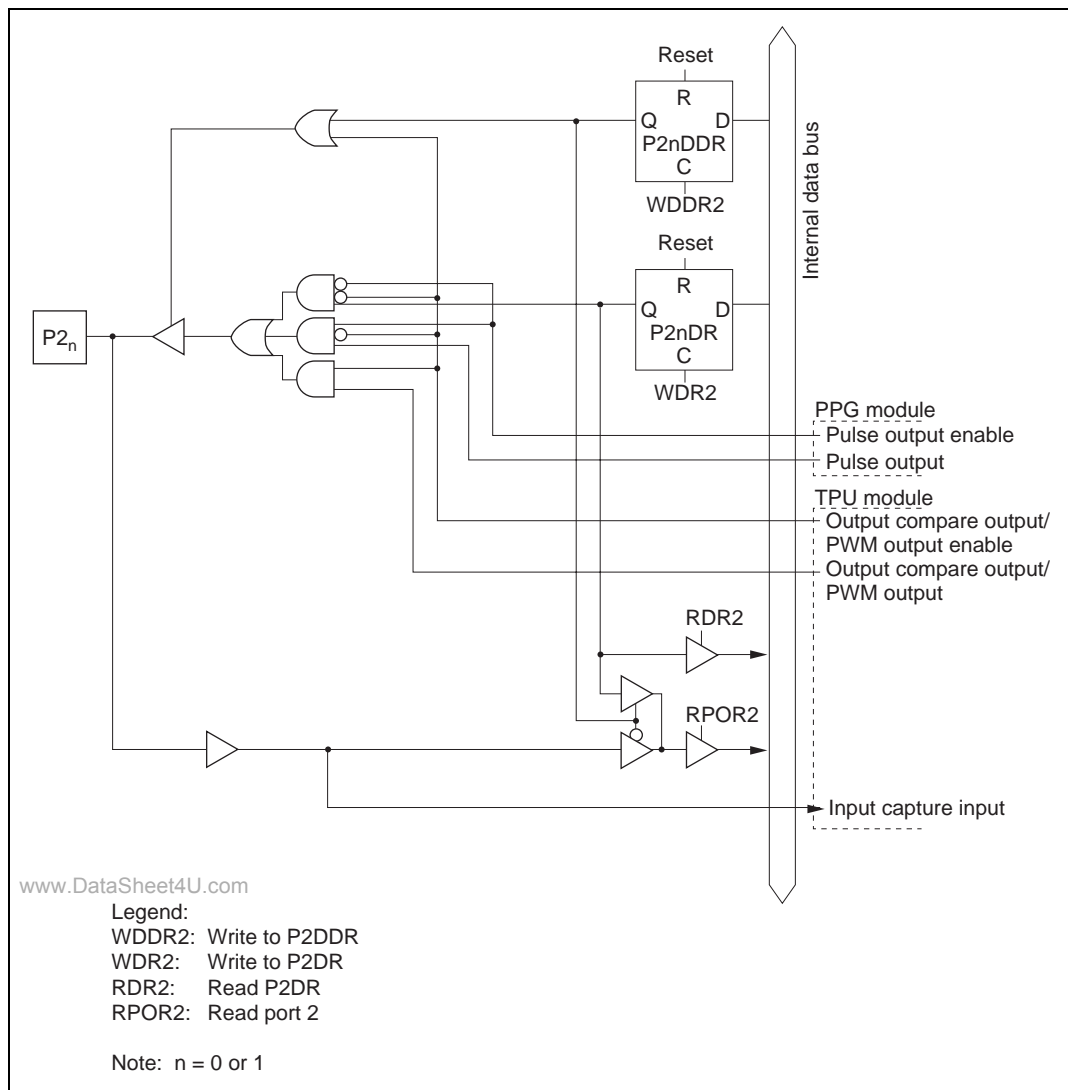 Reset
R
Q D
P2nDDR
C
WDDR2
Internal data bus
Reset
R
Q D
P2nDR
C
WDR2
P2n
PPG module
Pulse output enable
Pulse output
TPU module
Output compare output/
PWM output enable
Output compare output/
PWM output
RDR2
RPOR2
Input capture input
www.DataSheet4U.com
Legend:
WDDR2: Write to P2DDR
WDR2: Write to P2DR
RDR2: Read P2DR
RPOR2: Read port 2
Note: n = 0 or 1